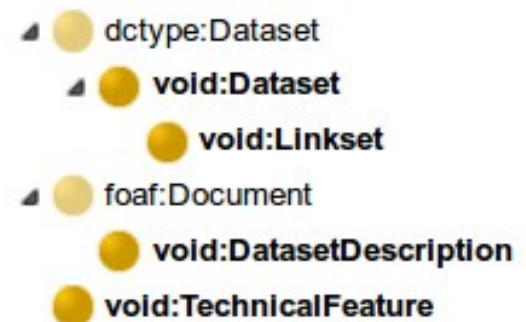 dctype:Dataset
void:Dataset
void:Linkset
foaf:Document
void:DatasetDescription
void:TechnicalFeature